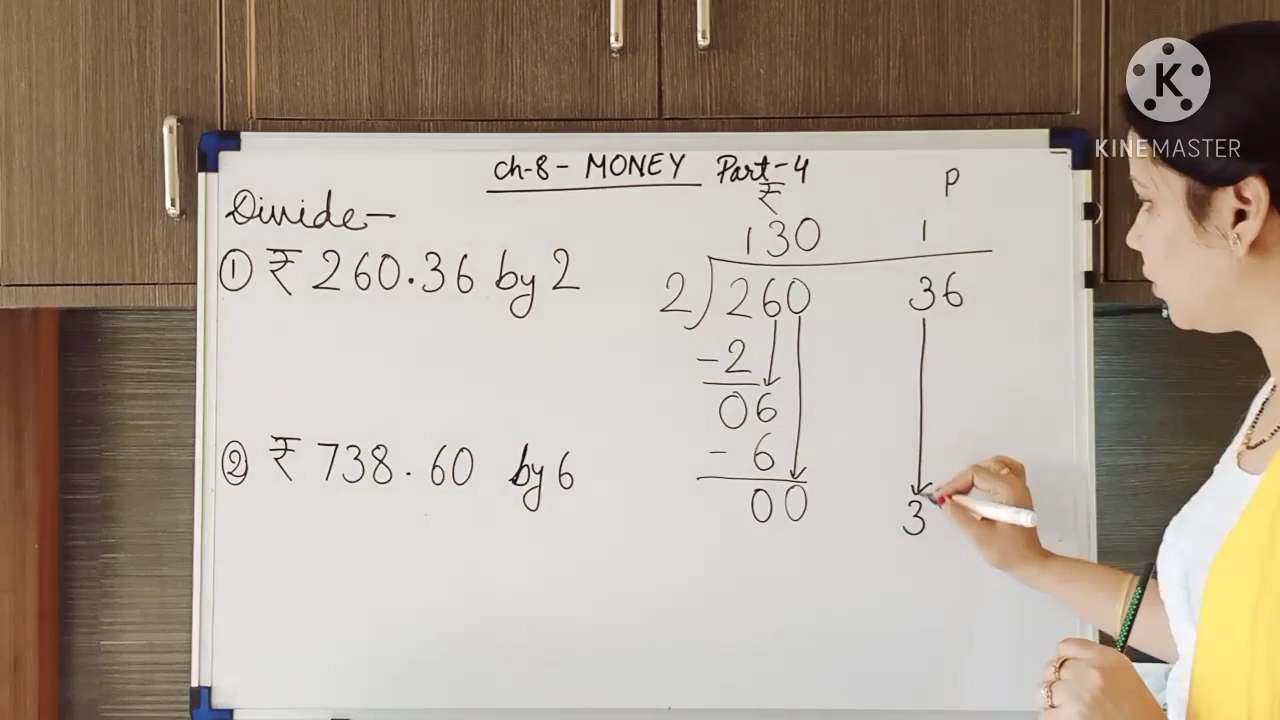 ch-8 - MONEY Part-4
Divide-
① ₹ 260.36 by 2
② ₹ 738.60 by 6
₹ P
130 1
2)260 36
-2
06
- 6
00 3
K
KINEMASTER